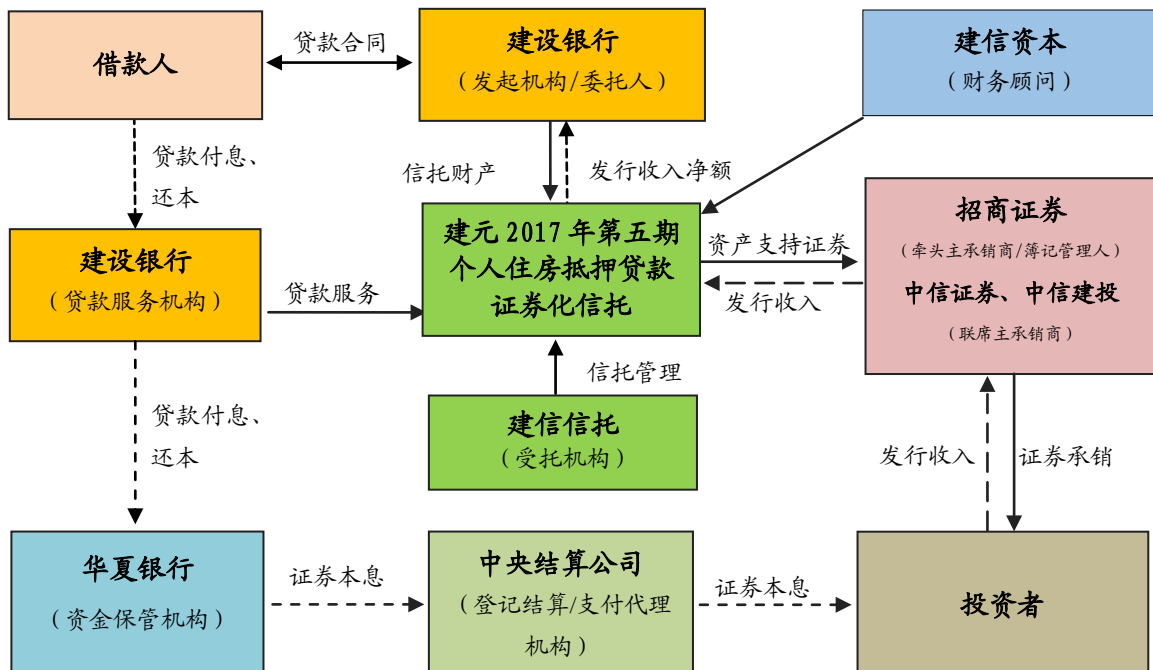 借款人
贷款合同
建设银行
（发起机构/委托人）
建信资本
（财务顾问）
贷款付息、
还本
信托财产
发行收入净额
建设银行
（贷款服务机构）
贷款服务
建元 2017 年第五期
个人住房抵押贷款
证券化信托
资产支持证券
发行收入
招商证券
（牵头主承销商/簿记管理人）
中信证券、中信建投
（联席主承销商）
贷款付息、
还本
信托管理
建信信托
（受托机构）
发行收入
证券承销
华夏银行
（资金保管机构）
证券本息
中央结算公司
（登记结算/支付代理
机构）
证券本息
投资者